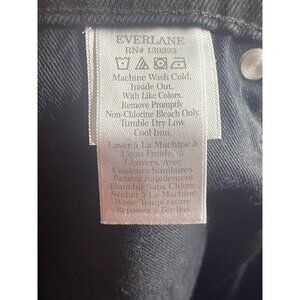 EVERLANE
RN# 139393
Machine Wash Cold.
Inside Out.
With Like Colors.
Remove Promptly
Non-Chlorine Bleach Only.
Tumble Dry Low.
Cool Iron.
Laver à La Machine à
L'eau Froide, à
L'envers. Avec
Couleurs Similaires.
Retirez Rapidement
Blanchir Sans Chlore
Sécher à La Machine
Basse Température
Repasser à Fer Bas.